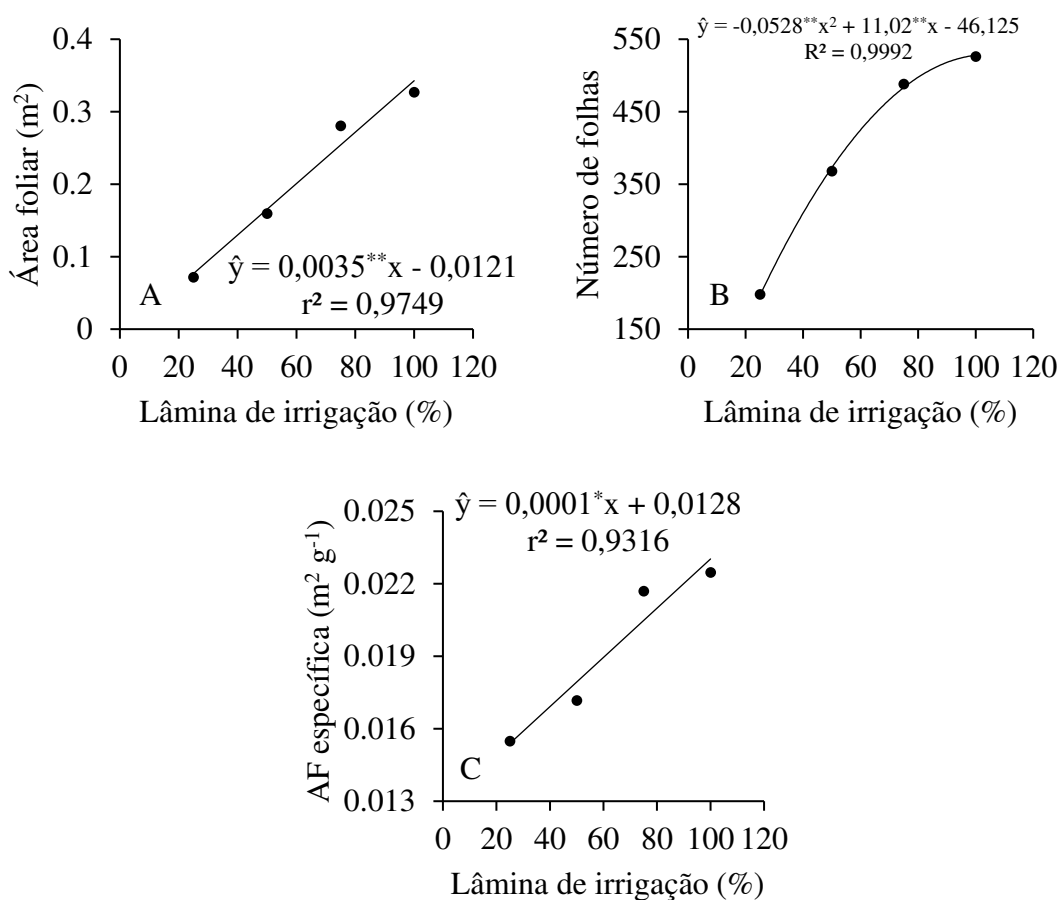 0.4
0.3
0.2
0.1
0
Área foliar (m²)
A
ŷ = 0,0035**x - 0,0121
r² = 0,9749
0 20 40 60 80 100 120
Lâmina de irrigação (%)
ŷ = -0,0528**x² + 11,02**x - 46,125
R² = 0,9992
550
450
350
250
150
Número de folhas
B
0 20 40 60 80 100 120
Lâmina de irrigação (%)
ŷ = 0,0001*x + 0,0128
r² = 0,9316
0.025
0.022
0.019
0.016
0.013
AF específica (m² g⁻¹)
C
0 20 40 60 80 100 120
Lâmina de irrigação (%)